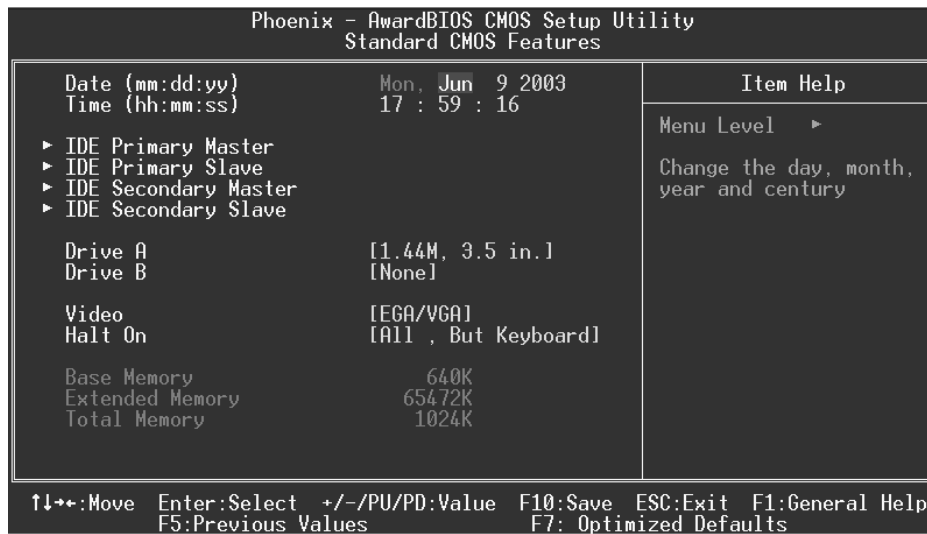 Phoenix - AwardBIOS CMOS Setup Utility
Standard CMOS Features
Date (mm:dd:yy) Mon, Jun 9 2003
Time (hh:mm:ss) 17 : 59 : 16
► IDE Primary Master
► IDE Primary Slave
► IDE Secondary Master
► IDE Secondary Slave
Drive A [1.44M, 3.5 in.]
Drive B [None]
Video [EGA/VGA]
Halt On [All , But Keyboard]
Base Memory 640K
Extended Memory 65472K
Total Memory 1024K
Item Help
Menu Level ►
Change the day, month,
year and century
↑↓→←:Move Enter:Select +/-/PU/PD:Value F10:Save ESC:Exit F1:General Help
F5:Previous Values F7: Optimized Defaults